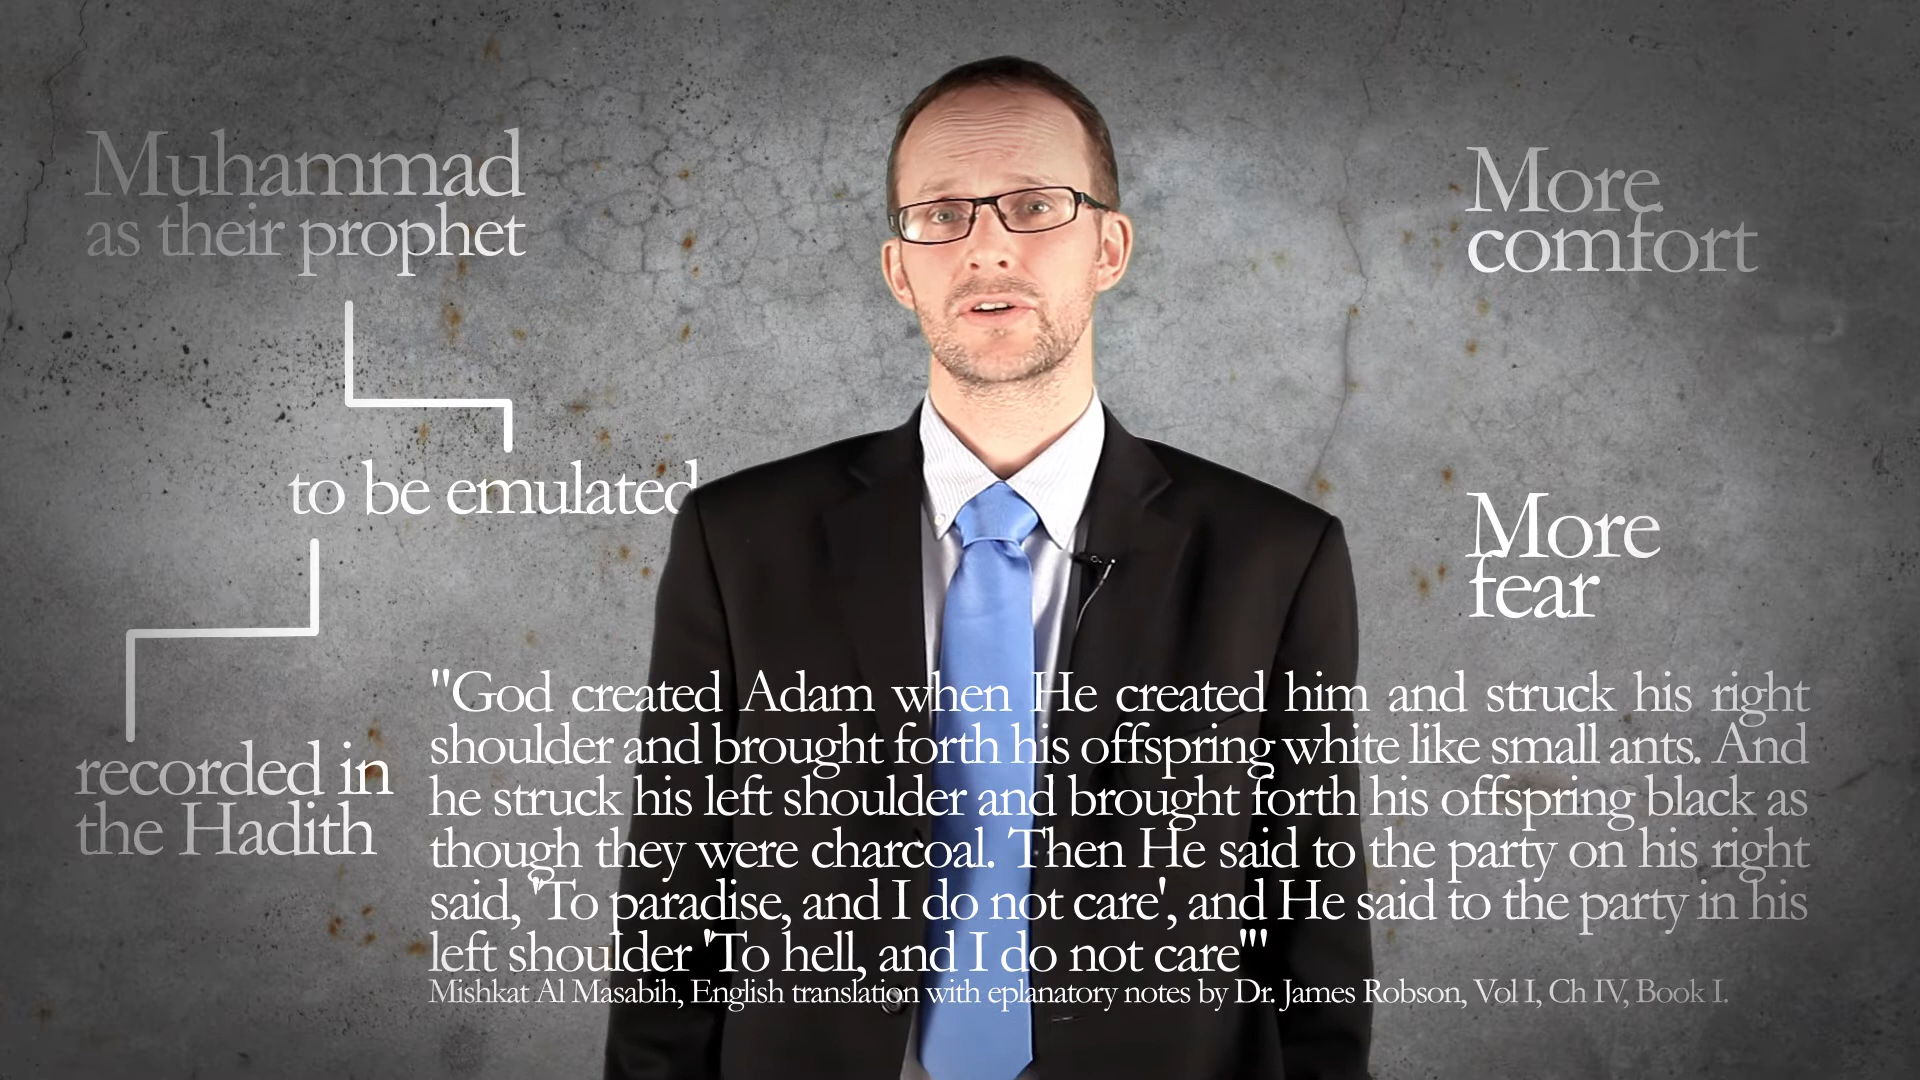 Muhammad
as their prophet
to be emulated
recorded in
the Hadith
More
comfort
More
fear
"God created Adam when He created him and struck his right
shoulder and brought forth his offspring white like small ants. And
he struck his left shoulder and brought forth his offspring black as
though they were charcoal. Then He said to the party on his right
said, 'To paradise, and I do not care', and He said to the party in his
left shoulder 'To hell, and I do not care'"
Mishkat Al Masabih, English translation with eplanatory notes by Dr. James Robson, Vol I, Ch IV, Book I.